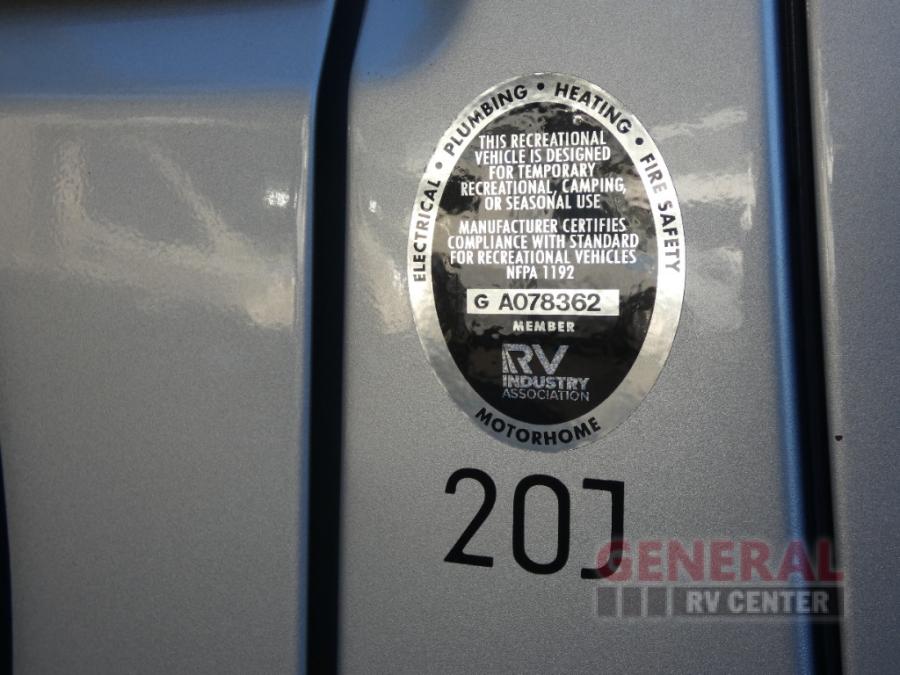 ELECTRICAL • PLUMBING • HEATING • FIRE SAFETY
THIS RECREATIONAL
VEHICLE IS DESIGNED
FOR TEMPORARY
RECREATIONAL, CAMPING,
OR SEASONAL USE
MANUFACTURER CERTIFIES
COMPLIANCE WITH STANDARD
FOR RECREATIONAL VEHICLES
NFPA 1192
G A078362
MEMBER
RV
INDUSTRY
ASSOCIATION
MOTORHOME
20J
GENERAL
RV CENTER